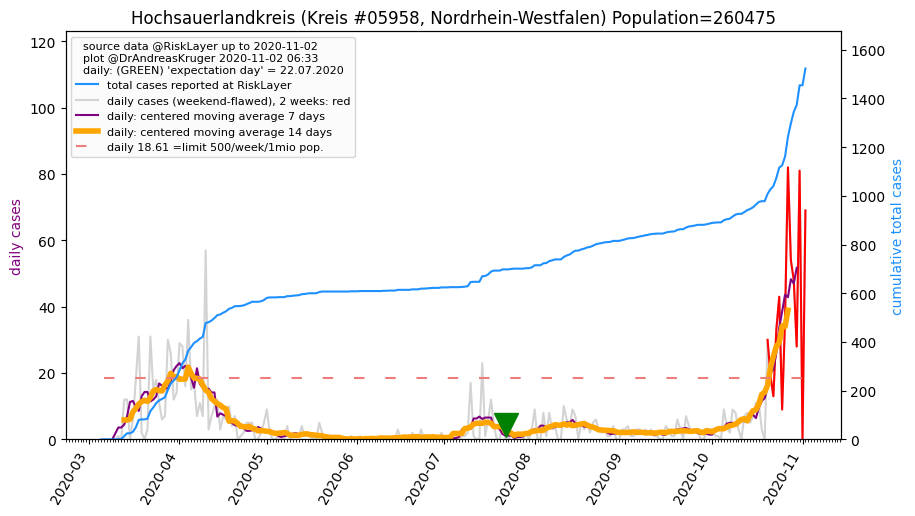 Hochsauerlandkreis (Kreis #05958, Nordrhein-Westfalen) Population=260475
source data @RiskLayer up to 2020-11-02
plot @DrAndreasKruger 2020-11-02 06:33
daily: (GREEN) 'expectation day' = 22.07.2020
total cases reported at RiskLayer
daily cases (weekend-flawed), 2 weeks: red
daily: centered moving average 7 days
daily: centered moving average 14 days
daily 18.61 =limit 500/week/1mio pop.
daily cases
120
100
80
60
40
20
0
cumulative total cases
1600
1400
1200
1000
800
600
400
200
0
2020-03
2020-04
2020-05
2020-06
2020-07
2020-08
2020-09
2020-10
2020-11